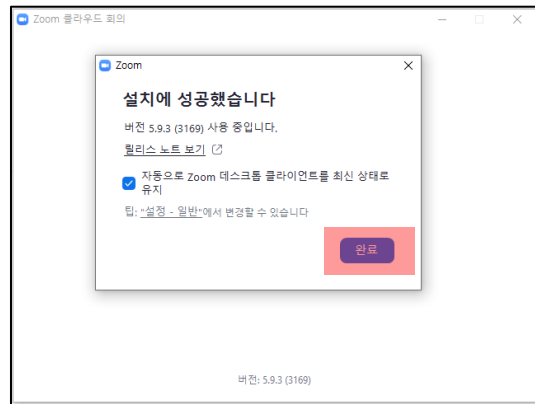 Zoom 클라우드 회의
Zoom
설치에 성공했습니다
버전 5.9.3 (3169) 사용 중입니다.
릴리스 노트 보기
자동으로 Zoom 데스크톱 클라이언트를 최신 상태로
유지
팁: "설정 - 일반"에서 변경할 수 있습니다
완료
버전: 5.9.3 (3169)